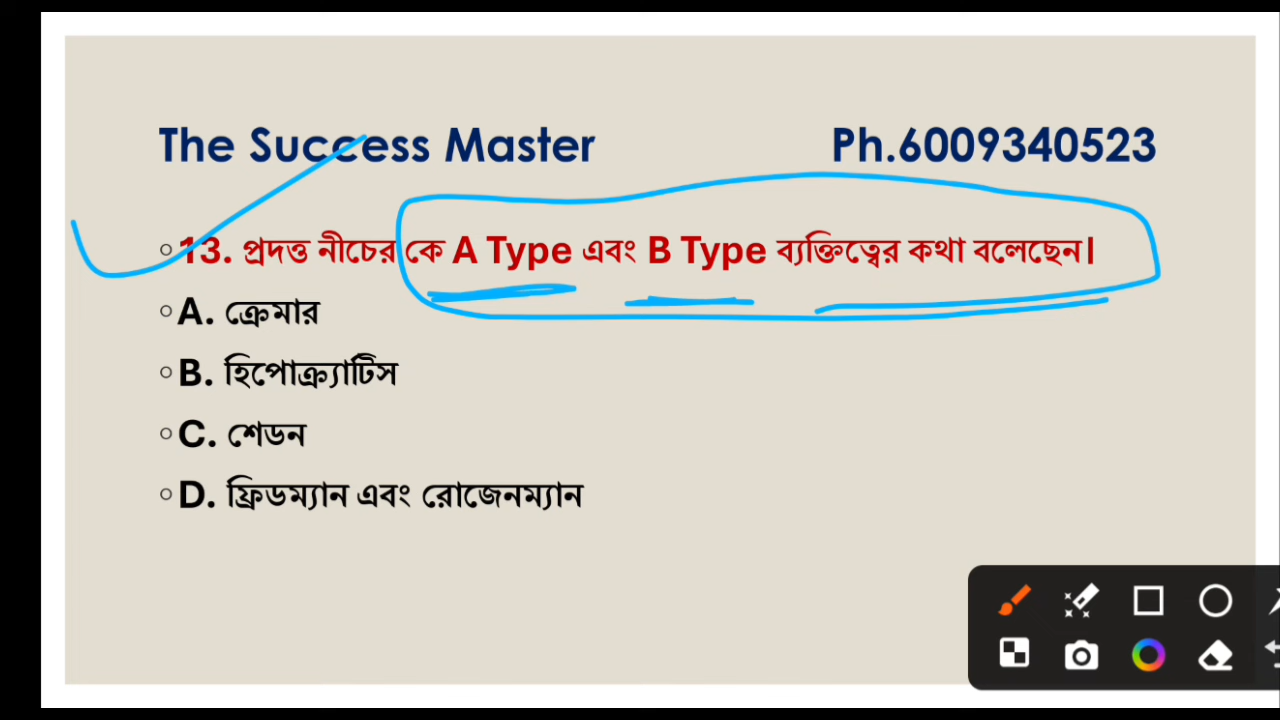 The Success Master Ph.6009340523
13. প্রদত্ত নীচের কে A Type এবং B Type ব্যক্তিত্বের কথা বলেছেন।
A. ক্রেমার
B. হিপোক্র্যাটিস
C. শেডন
D. ফ্রিডম্যান এবং রোজেনম্যান